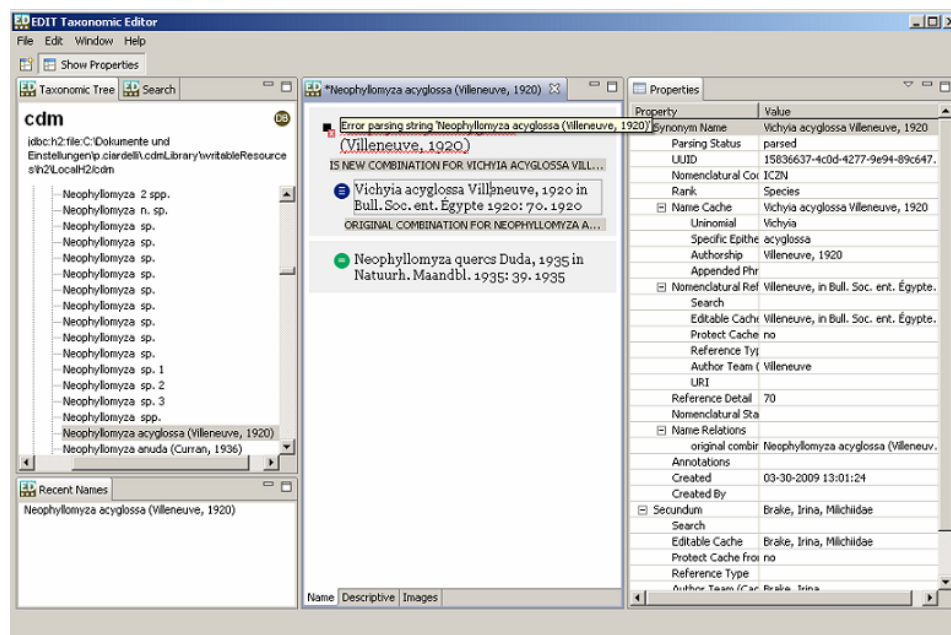 EDIT Taxonomic Editor
File Edit Window Help
Show Properties
Taxonomic Tree
Search
cdm
DB
jdbc:h2:file:C:\Dokumente und
Einstellungen\p.ciardelli\.cdmLibrary\writableResource
s\h2\LocalH2/cdm
Neophyllomyza 2 spp.
Neophyllomyza n. sp.
Neophyllomyza sp.
Neophyllomyza sp.
Neophyllomyza sp.
Neophyllomyza sp.
Neophyllomyza sp.
Neophyllomyza sp.
Neophyllomyza sp.
Neophyllomyza sp. 1
Neophyllomyza sp. 2
Neophyllomyza sp. 3
Neophyllomyza spp.
Neophyllomyza acyglossa (Villeneuve, 1920)
Neophyllomyza anuda (Curran, 1936)
Recent Names
Neophyllomyza acyglossa (Villeneuve, 1920)
*Neophyllomyza acyglossa (Villeneuve, 1920)
Error parsing string 'Neophyllomyza acyglossa (Villeneuve, 1920)'
(Villeneuve, 1920)
IS NEW COMBINATION FOR VICHYIA ACYGLOSSA VILL...
Vichyia acyglossa Villeneuve, 1920 in
Bull. Soc. ent. Égypte 1920: 70. 1920
ORIGINAL COMBINATION FOR NEOPHYLLOMYZA A...
Neophyllomyza quercs Duda, 1935 in
Natuurh. Maandbl. 1935: 39. 1935
Name Descriptive Images
Properties
Property Value
Synonym Name Vichyia acyglossa Villeneuve, 1920
Parsing Status parsed
UUID 15836637-4c0d-4277-9e94-89c647.
Nomenclatural Coc ICZN
Rank Species
Name Cache Vichyia acyglossa Villeneuve, 1920
Uninomial Vichyia
Specific Epithe acyglossa
Authorship Villeneuve, 1920
Appended Phr
Nomenclatural Ref Villeneuve, in Bull. Soc. ent. Égypte.
Search
Editable Cache Villeneuve, in Bull. Soc. ent. Égypte.
Protect Cache no
Reference Typ
Author Team ( Villeneuve
URI
Reference Detail 70
Nomenclatural Sta
Name Relations
original combir Neophyllomyza acyglossa (Villeneuv.
Annotations
Created 03-30-2009 13:01:24
Created By
Secundum Brake, Irina, Milichiidae
Search
Editable Cache Brake, Irina, Milichiidae
Protect Cache froi no
Reference Type
Author Team (Cac Brake, Irina